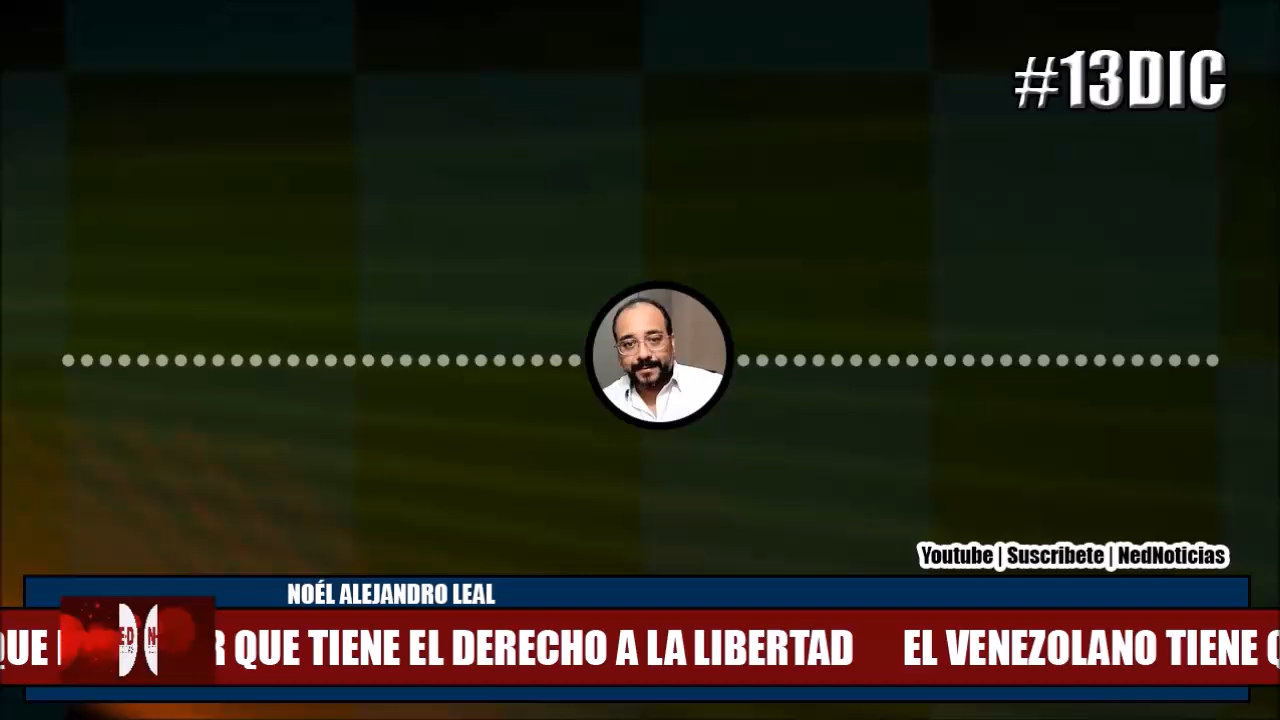 #13DIC
Youtube | Suscribete | NedNoticias
NOÉL ALEJANDRO LEAL
QUE TIENE EL DERECHO A LA LIBERTAD EL VENEZOLANO TIENE